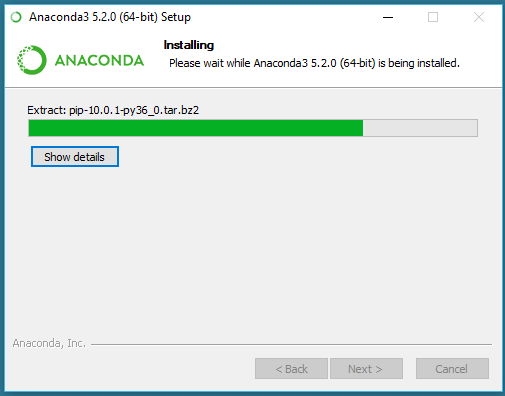 Anaconda3 5.2.0 (64-bit) Setup
ANACONDA
Installing
Please wait while Anaconda3 5.2.0 (64-bit) is being installed.
Extract: pip-10.0.1-py36_0.tar.bz2
Show details
Anaconda, Inc.
< Back
Next >
Cancel